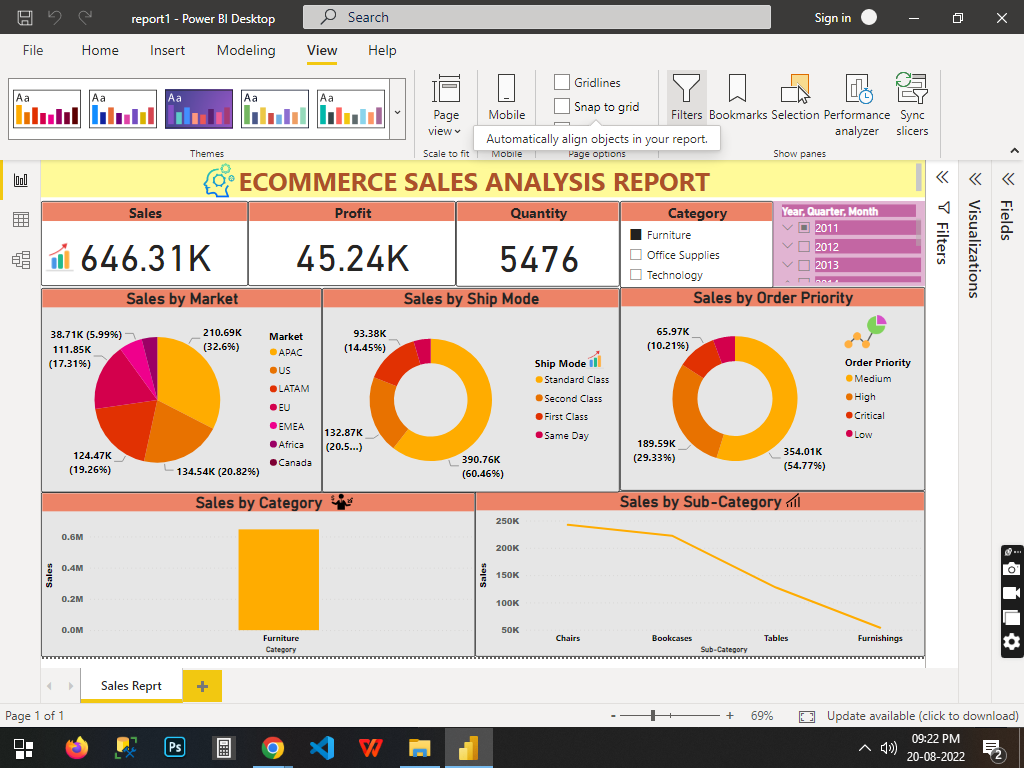 report1 - Power BI Desktop
Search
Sign in
File
Home
Insert
Modeling
View
Help
Aa
Aa
Aa
Aa
Aa
Page view
Mobile
Gridlines
Snap to grid
Filters
Bookmarks
Selection
Performance analyzer
Sync slicers
Automatically align objects in your report.
Themes
Scale to fit
Mobile
Page options
Show panes
ECOMMERCE SALES ANALYSIS REPORT
Sales
646.31K
Profit
45.24K
Quantity
5476
Category
Furniture
Office Supplies
Technology
Year, Quarter, Month
2011
2012
2013
2014
Filters
Visualizations
Fields
Sales by Market
38.71K (5.99%)
111.85K
(17.31%)
210.69K
(32.6%)
124.47K
(19.26%)
134.54K (20.82%)
Market
APAC
US
LATAM
EU
EMEA
Africa
Canada
Sales by Ship Mode
93.38K
(14.45%)
132.87K
(20.5...)
390.76K
(60.46%)
Ship Mode
Standard Class
Second Class
First Class
Same Day
Sales by Order Priority
65.97K
(10.21%)
189.59K
(29.33%)
354.01K
(54.77%)
Order Priority
Medium
High
Critical
Low
Sales by Category
Sales
0.6M
0.4M
0.2M
0.0M
Furniture
Category
Sales by Sub-Category
Sales
250K
200K
150K
100K
50K
Chairs
Bookcases
Tables
Furnishings
Sub-Category
Sales Reprt
+
Page 1 of 1
- +
69%
Update available (click to download)
Ps
09:22 PM
20-08-2022
2